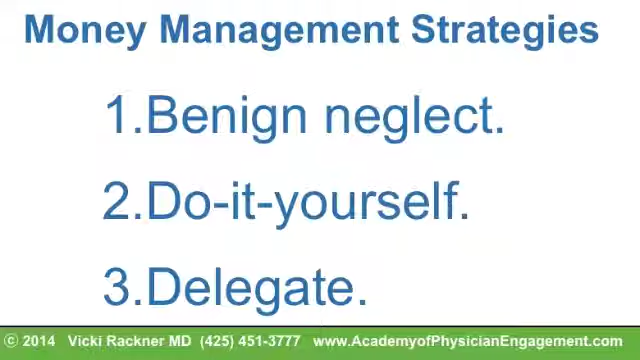 Money Management Strategies
1.Benign neglect.
2.Do-it-yourself.
3.Delegate.
© 2014 Vicki Rackner MD (425) 451-3777 www.AcademyofPhysicianEngagement.com